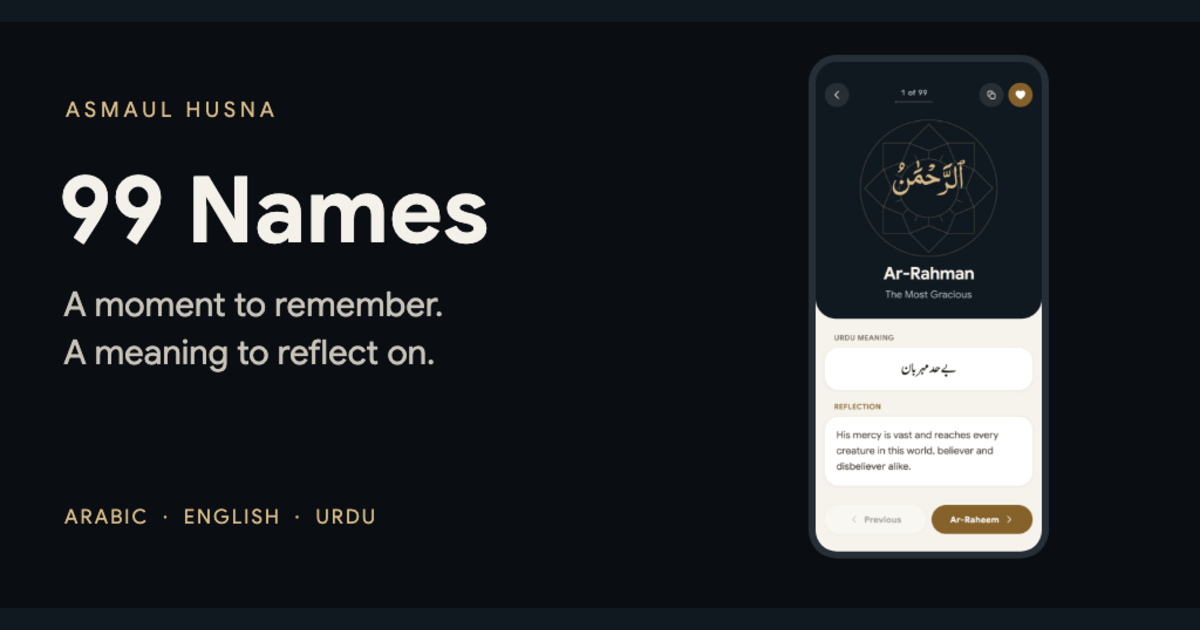 ASMAUL HUSNA
99 Names
A moment to remember.
A meaning to reflect on.
ARABIC · ENGLISH · URDU
1 of 99
ٱلرَّحْمَٰنُ
Ar-Rahman
The Most Gracious
URDU MEANING
بے حد مہربان
REFLECTION
His mercy is vast and reaches every
creature in this world, believer and
disbeliever alike.
Previous
Ar-Raheem